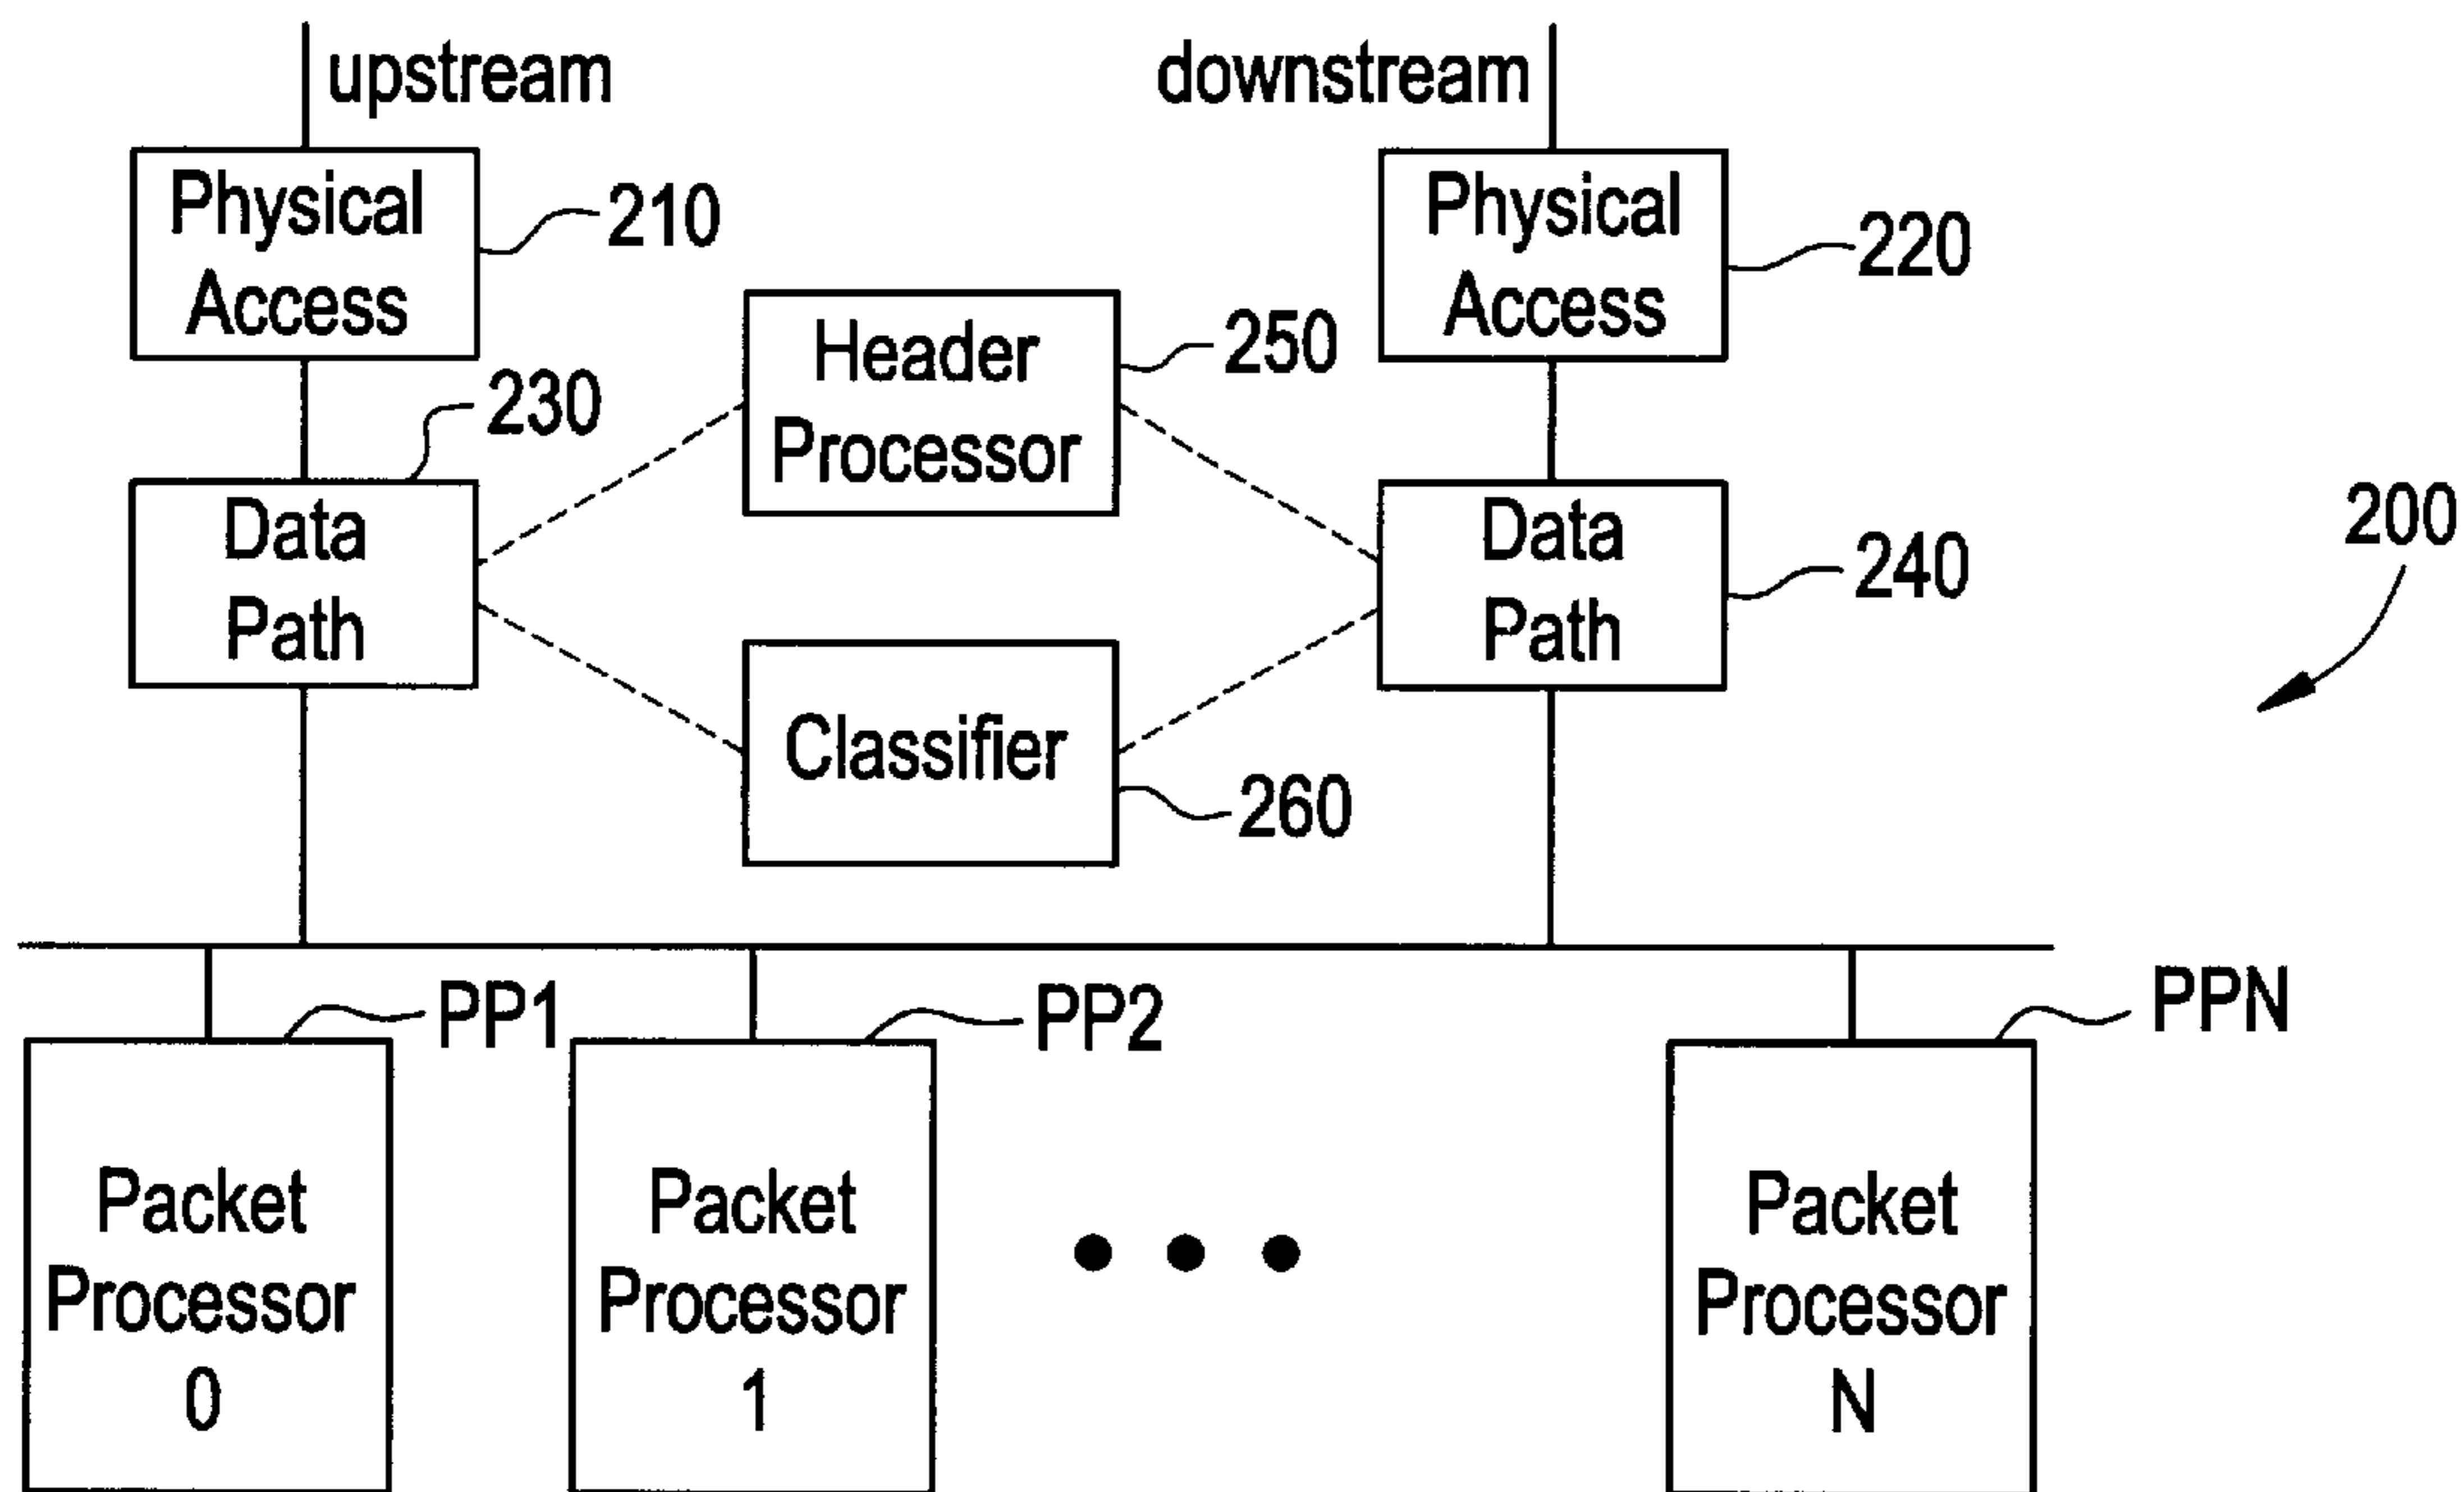 upstream
downstream
Physical
Access
210
Physical
Access
220
Header
Processor
250
230
Data
Path
Data
Path
240
200
Classifier
260
PP1
PP2
PPN
Packet
Processor
0
Packet
Processor
1
Packet
Processor
N